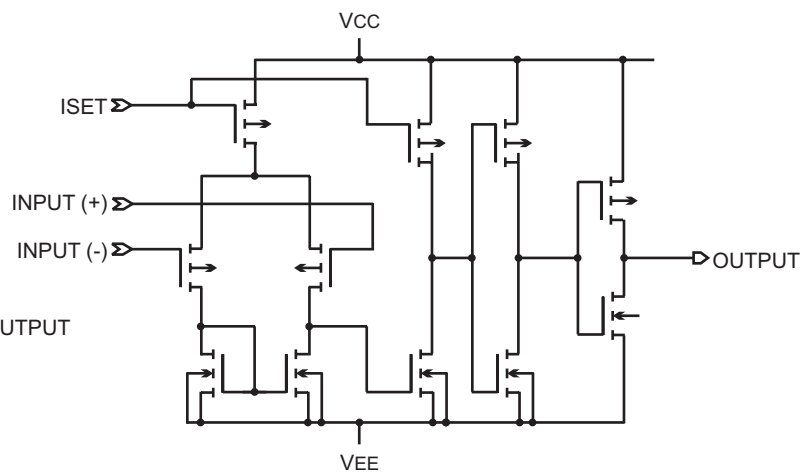 VCC
ISET
INPUT (+)
INPUT (-)
OUTPUT
UTPUT
VEE